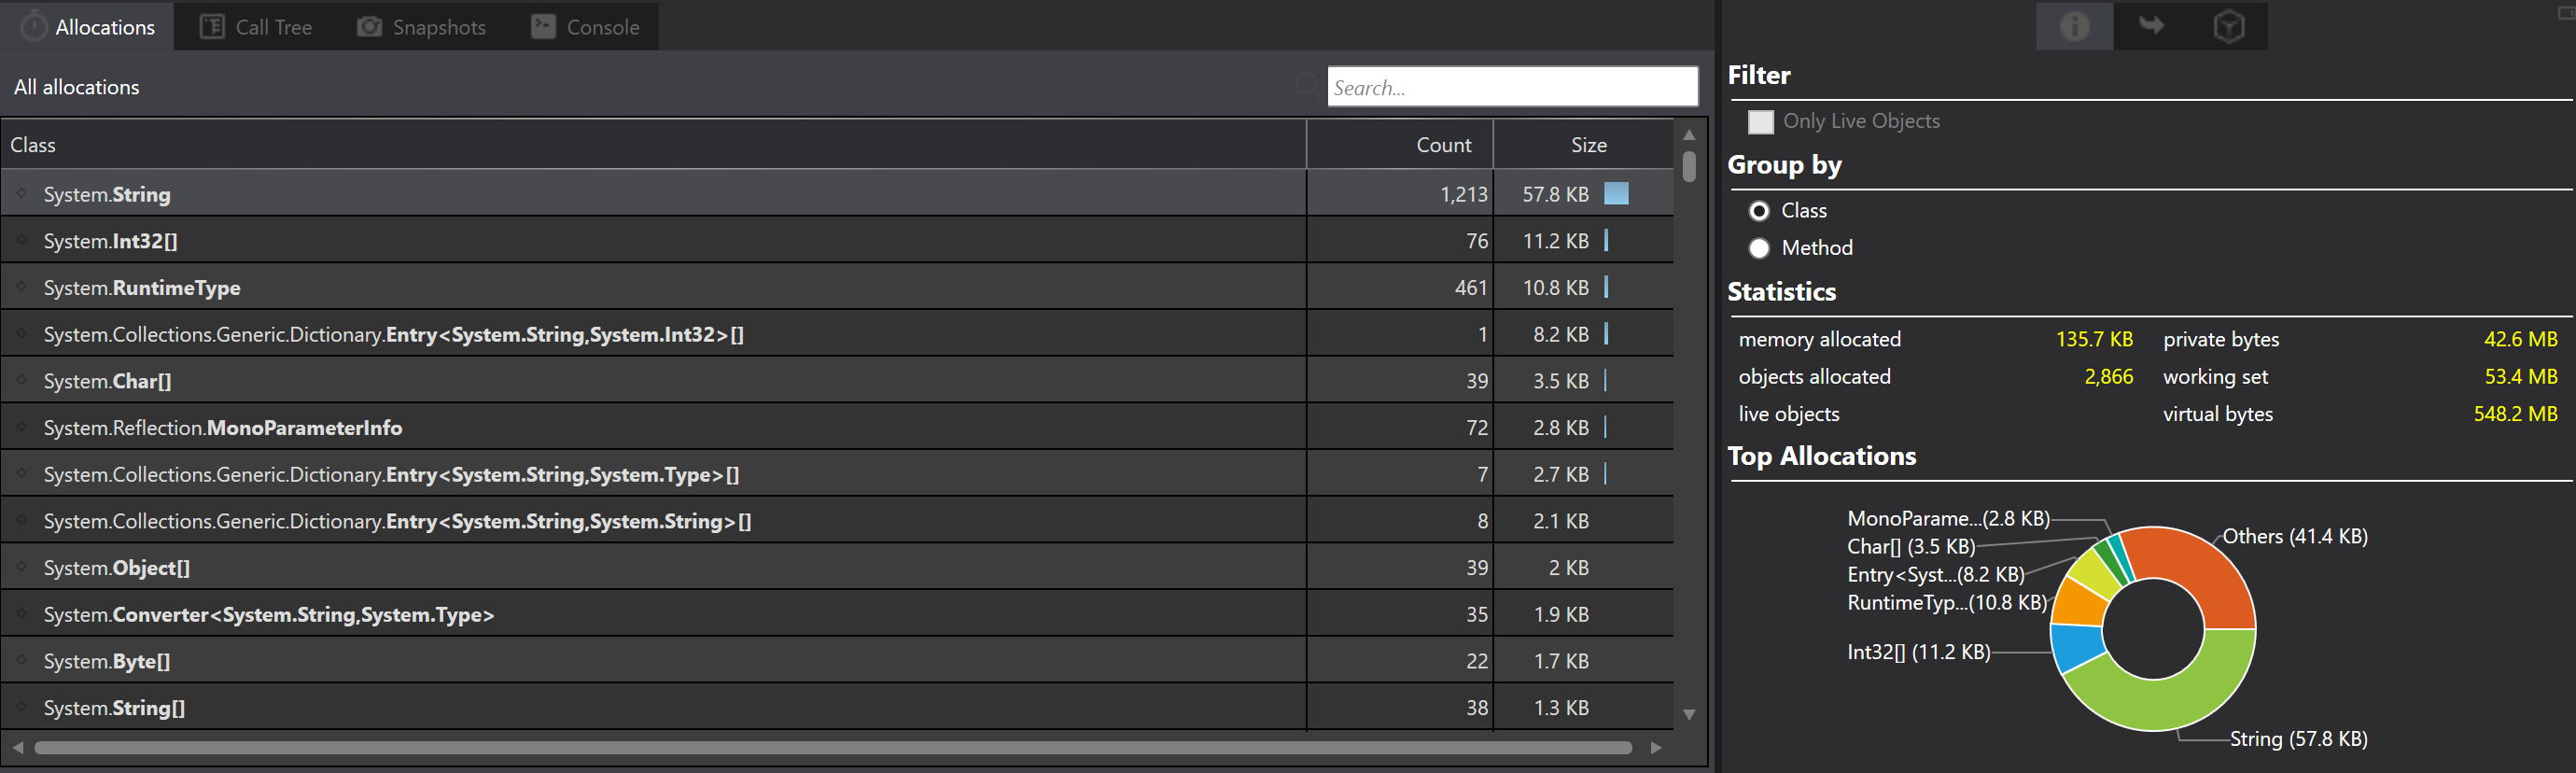 Allocations Call Tree Snapshots Console
All allocations Search...
Class Count Size
System.String 1,213 57.8 KB
System.Int32[] 76 11.2 KB
System.RuntimeType 461 10.8 KB
System.Collections.Generic.Dictionary.Entry<System.String,System.Int32>[] 1 8.2 KB
System.Char[] 39 3.5 KB
System.Reflection.MonoParameterInfo 72 2.8 KB
System.Collections.Generic.Dictionary.Entry<System.String,System.Type>[] 7 2.7 KB
System.Collections.Generic.Dictionary.Entry<System.String,System.String>[] 8 2.1 KB
System.Object[] 39 2 KB
System.Converter<System.String,System.Type> 35 1.9 KB
System.Byte[] 22 1.7 KB
System.String[] 38 1.3 KB
Filter
Only Live Objects
Group by
Class
Method
Statistics
memory allocated 135.7 KB private bytes 42.6 MB
objects allocated 2,866 working set 53.4 MB
live objects virtual bytes 548.2 MB
Top Allocations
MonoParame...(2.8 KB)
Others (41.4 KB)
Char[] (3.5 KB)
Entry<Syst...(8.2 KB)
RuntimeTyp...(10.8 KB)
Int32[] (11.2 KB)
String (57.8 KB)